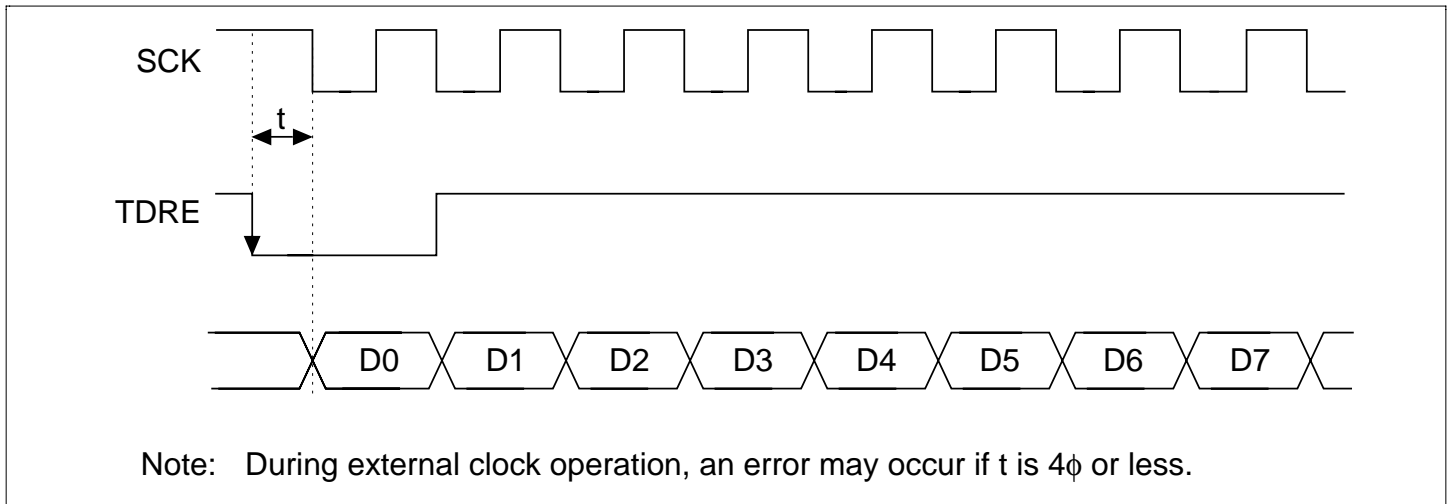 SCK
t
TDRE
D0 D1 D2 D3 D4 D5 D6 D7
Note: During external clock operation, an error may occur if t is 4ϕ or less.